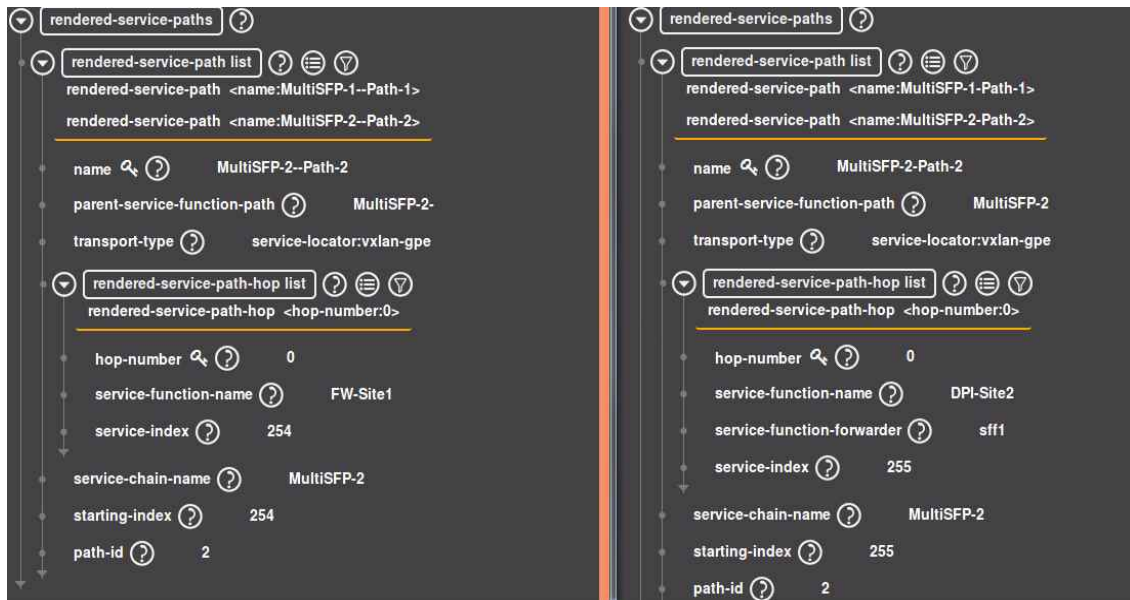 rendered-service-paths ?
rendered-service-path list ?
rendered-service-path <name:MultiSFP-1--Path-1>
rendered-service-path <name:MultiSFP-2--Path-2>
name ? MultiSFP-2--Path-2
parent-service-function-path ? MultiSFP-2-
transport-type ? service-locator:vxlan-gpe
rendered-service-path-hop list ?
rendered-service-path-hop <hop-number:0>
hop-number ? 0
service-function-name ? FW-Site1
service-index ? 254
service-chain-name ? MultiSFP-2
starting-index ? 254
path-id ? 2
rendered-service-paths ?
rendered-service-path list ?
rendered-service-path <name:MultiSFP-1-Path-1>
rendered-service-path <name:MultiSFP-2-Path-2>
name ? MultiSFP-2-Path-2
parent-service-function-path ? MultiSFP-2
transport-type ? service-locator:vxlan-gpe
rendered-service-path-hop list ?
rendered-service-path-hop <hop-number:0>
hop-number ? 0
service-function-name ? DPI-Site2
service-function-forwarder ? sff1
service-index ? 255
service-chain-name ? MultiSFP-2
starting-index ? 255
path-id ? 2